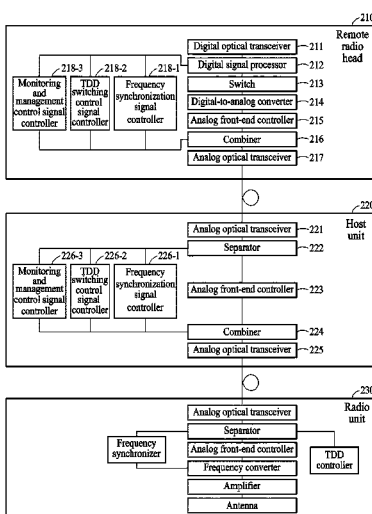 210
Remote
radio
head
Digital optical transceiver
211
Digital signal processor
212
Switch
213
Digital-to-analog converter
214
Analog front-end controller
215
Combiner
216
Analog optical transceiver
217
218-3
218-2
218-1
Monitoring
and
management
control signal
controller
TDD
switching
control
signal
controller
Frequency
synchronization
signal
controller
220
Host
unit
Analog optical transceiver
221
Separator
222
226-3
226-2
226-1
Monitoring
and
management
control signal
controller
TDD
switching
control
signal
controller
Frequency
synchronization
signal
controller
Analog front-end controller
223
Combiner
224
Analog optical transceiver
225
230
Radio
unit
Analog optical transceiver
Separator
Frequency
synchronizer
Analog front-end controller
TDD
controller
Frequency converter
Amplifier
Antenna